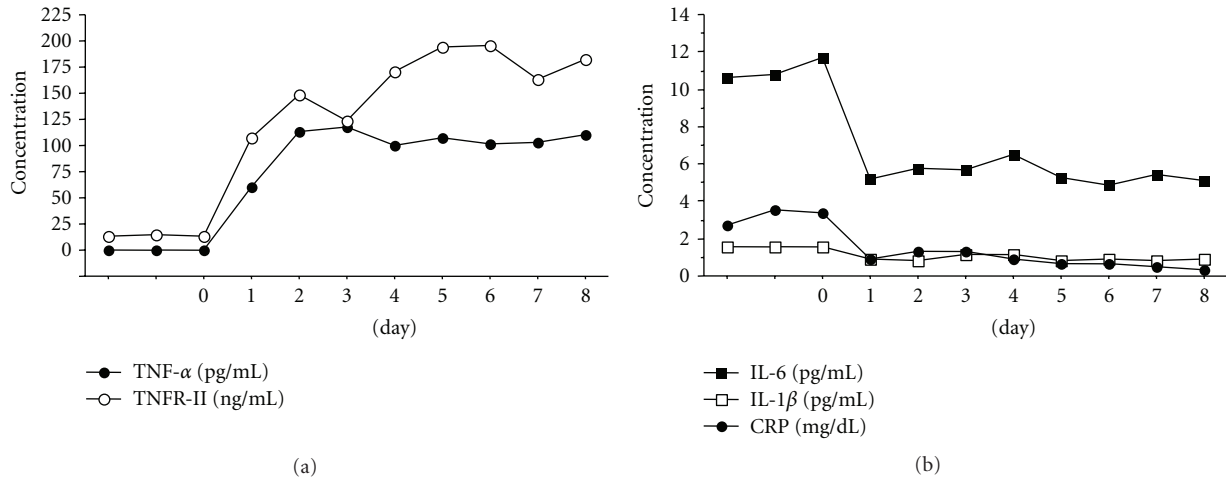 225
200
175
150
125
100
75
50
25
0
Concentration
0 1 2 3 4 5 6 7 8
(day)
TNF-α (pg/mL)
TNFR-II (ng/mL)
(a)
14
12
10
8
6
4
2
0
Concentration
0 1 2 3 4 5 6 7 8
(day)
IL-6 (pg/mL)
IL-1β (pg/mL)
CRP (mg/dL)
(b)